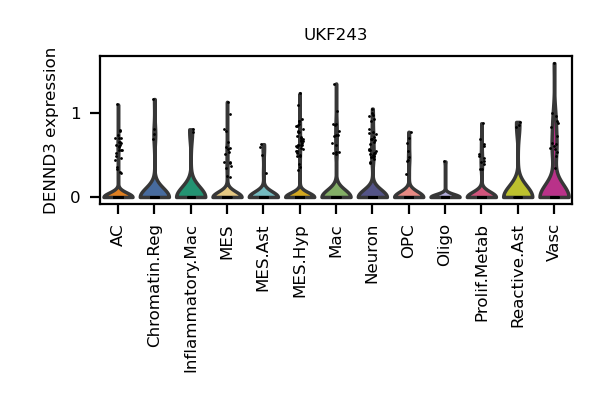 UKF243
DENND3 expression
1
0
AC
Chromatin.Reg
Inflammatory.Mac
MES
MES.Ast
MES.Hyp
Mac
Neuron
OPC
Oligo
Prolif.Metab
Reactive.Ast
Vasc